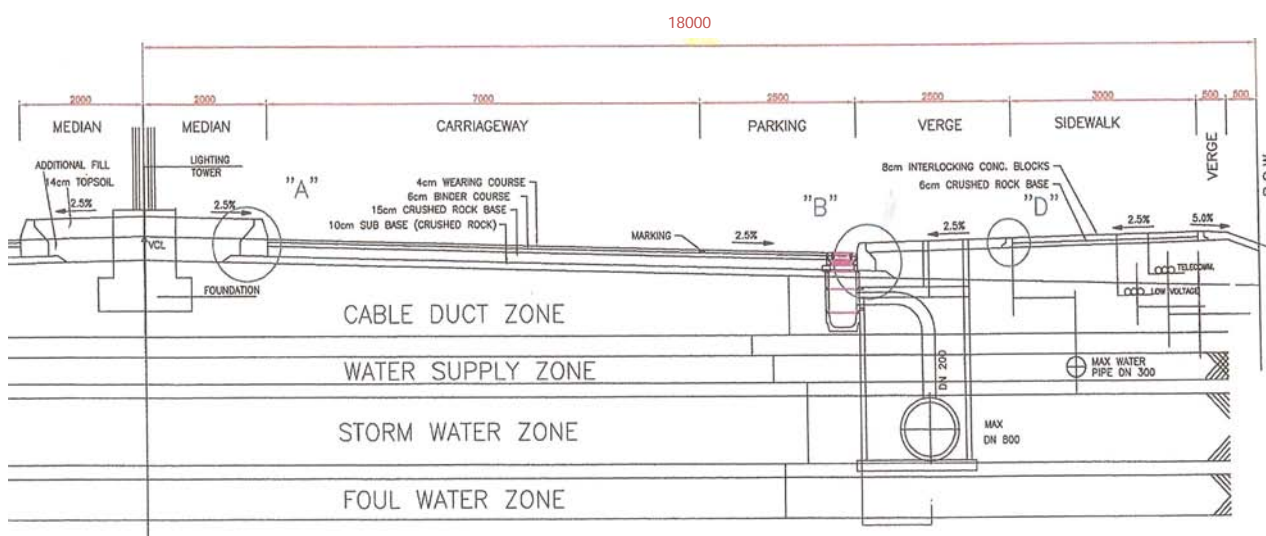 18000
2000 2000 7000 2500 2500 3000 500 500
MEDIAN MEDIAN CARRIAGEWAY PARKING VERGE SIDEWALK
VERGE
ADDITIONAL FILL
14cm TOPSOIL
2.5%
LIGHTING
TOWER
2.5%
"A"
4cm WEARING COURSE
6cm BINDER COURSE
15cm CRUSHED ROCK BASE
10cm SUB BASE (CRUSHED ROCK)
MARKING
2.5%
"B"
8cm INTERLOCKING CONC. BLOCKS
6cm CRUSHED ROCK BASE
"D"
2.5%
2.5%
5.0%
VCL
FOUNDATION
TELECOMM.
LOW VOLTAGE
CABLE DUCT ZONE
WATER SUPPLY ZONE
DN 200
MAX WATER
PIPE DN 300
STORM WATER ZONE
MAX
DN 800
FOUL WATER ZONE